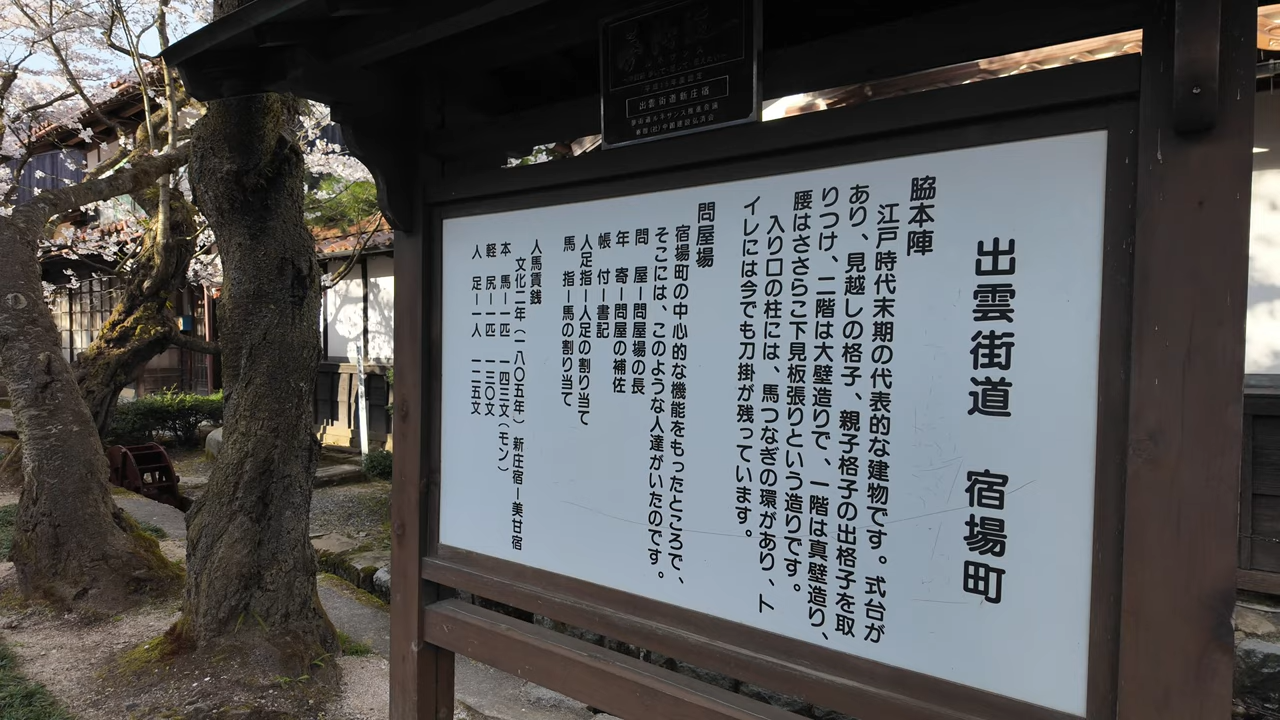 出雲街道新庄宿
出雲街道 宿場町
脇本陣
江戸時代末期の代表的な建物です。式台が
あり、見越しの格子、親子格子の出格子を取
りつけ、二階は大壁造りで、一階は真壁造り、
腰はささらこ下見板張りという造りです。
入り口の柱には、馬つなぎの環があり、ト
イレには今でも刀掛が残っています。
問屋場
宿場町の中心的な機能をもったところで、
そこには、このような人達がいたのです。
問 屋ー問屋場の長
年 寄ー問屋の補佐
帳 付ー書記
人足指ー人足の割り当て
馬 指ー馬の割り当て
人馬賃銭
文化二年（一八〇五年）新庄宿ー美甘宿
本 馬ー一匹 一四三文（モン）
軽 尻ー一匹 一三〇文
人 足ー一人 一二五文